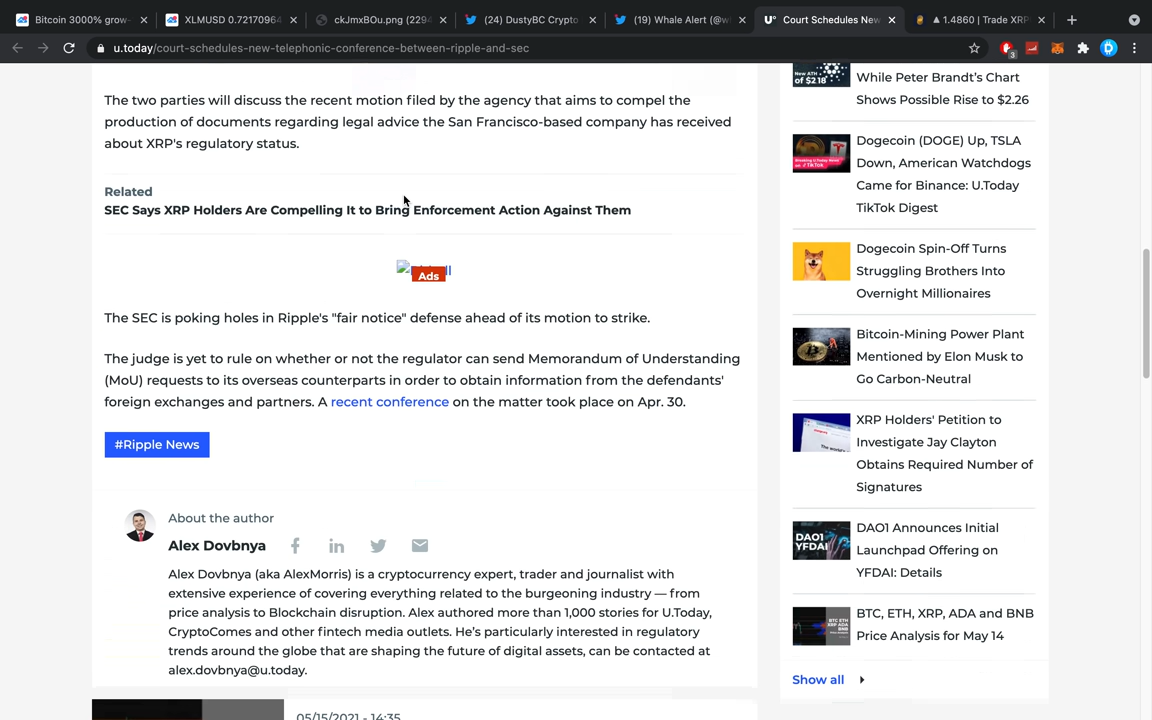 Bitcoin 3000% grow
XLMUSD 0.72170964
ckJmxBOu.png (2294
(24) DustyBC Crypto
(19) Whale Alert (@w
Court Schedules New
▲ 1.4860 | Trade XRP
u.today/court-schedules-new-telephonic-conference-between-ripple-and-sec
3
The two parties will discuss the recent motion filed by the agency that aims to compel the
production of documents regarding legal advice the San Francisco-based company has received
about XRP's regulatory status.
Related
SEC Says XRP Holders Are Compelling It to Bring Enforcement Action Against Them
Ads
The SEC is poking holes in Ripple's "fair notice" defense ahead of its motion to strike.
The judge is yet to rule on whether or not the regulator can send Memorandum of Understanding
(MoU) requests to its overseas counterparts in order to obtain information from the defendants'
foreign exchanges and partners. A recent conference on the matter took place on Apr. 30.
#Ripple News
About the author
Alex Dovbnya
Alex Dovbnya (aka AlexMorris) is a cryptocurrency expert, trader and journalist with
extensive experience of covering everything related to the burgeoning industry — from
price analysis to Blockchain disruption. Alex authored more than 1,000 stories for U.Today,
CryptoComes and other fintech media outlets. He's particularly interested in regulatory
trends around the globe that are shaping the future of digital assets, can be contacted at
alex.dovbnya@u.today.
05/15/2021 - 14:35
New ATH
of $2.18
While Peter Brandt's Chart
Shows Possible Rise to $2.26
Dogecoin (DOGE) Up, TSLA
Down, American Watchdogs
Came for Binance: U.Today
TikTok Digest
Dogecoin Spin-Off Turns
Struggling Brothers Into
Overnight Millionaires
Bitcoin-Mining Power Plant
Mentioned by Elon Musk to
Go Carbon-Neutral
XRP Holders' Petition to
Investigate Jay Clayton
Obtains Required Number of
Signatures
DAO1
YFDAI
DAO1 Announces Initial
Launchpad Offering on
YFDAI: Details
BTC, ETH, XRP, ADA and BNB
Price Analysis for May 14
Show all